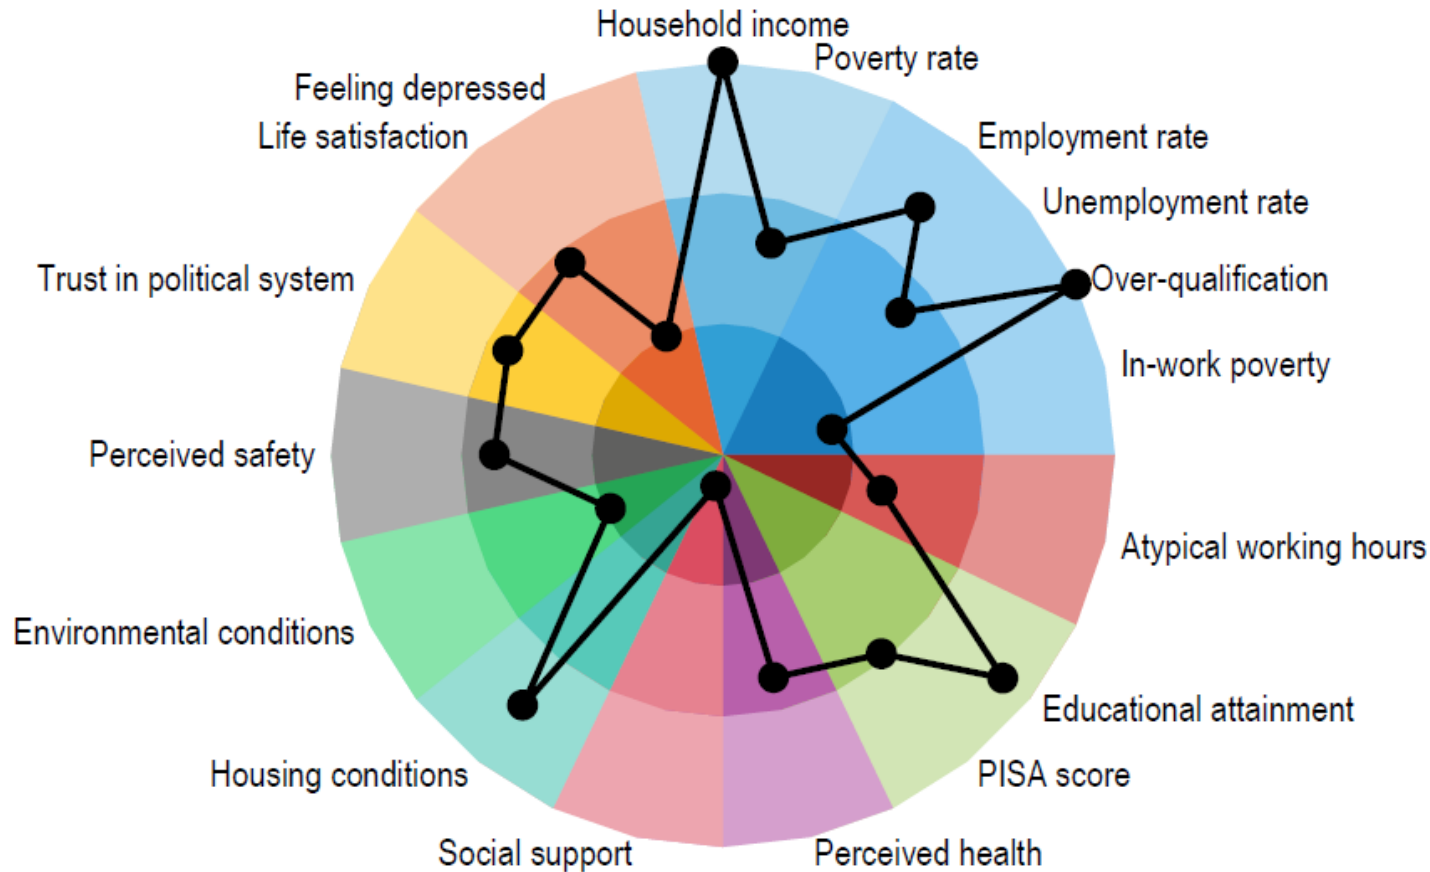 Household income
Poverty rate
Feeling depressed
Employment rate
Life satisfaction
Unemployment rate
Trust in political system
Over-qualification
In-work poverty
Perceived safety
Atypical working hours
Environmental conditions
Educational attainment
Housing conditions
PISA score
Social support
Perceived health